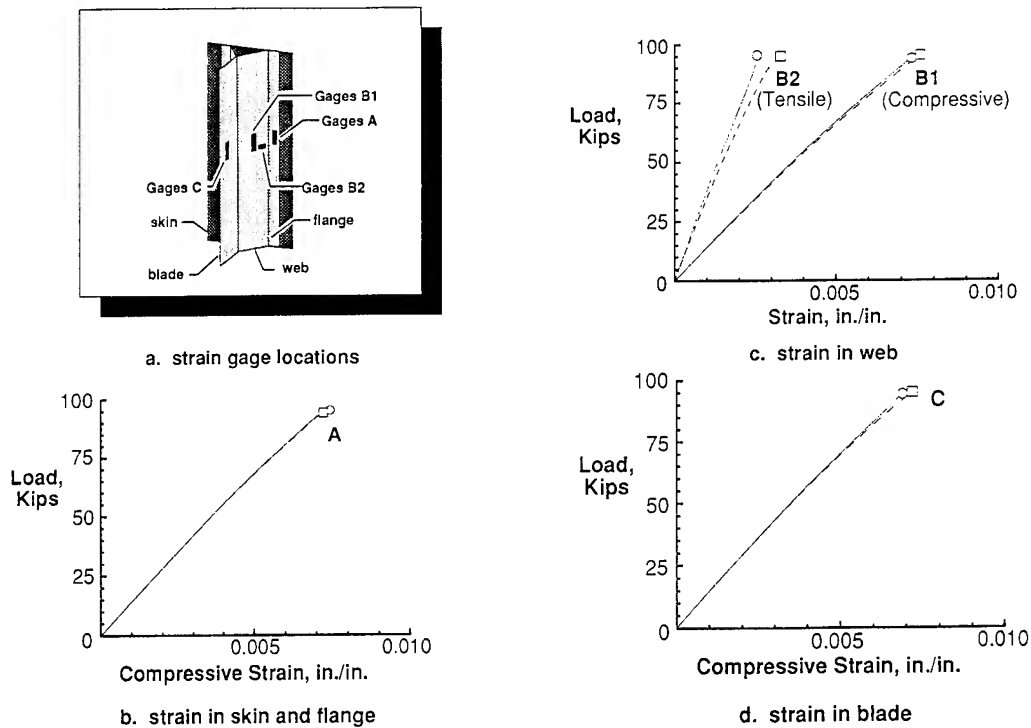 Gages B1
Gages A
Gages C
Gages B2
skin
flange
blade
web
a. strain gage locations
100
75
50
25
0
Load,
Kips
B2
(Tensile)
B1
(Compressive)
0.005
0.010
Strain, in./in.
c. strain in web
100
75
50
25
0
Load,
Kips
A
0.005
0.010
Compressive Strain, in./in.
b. strain in skin and flange
100
75
50
25
0
Load,
Kips
C
0.005
0.010
Compressive Strain, in./in.
d. strain in blade